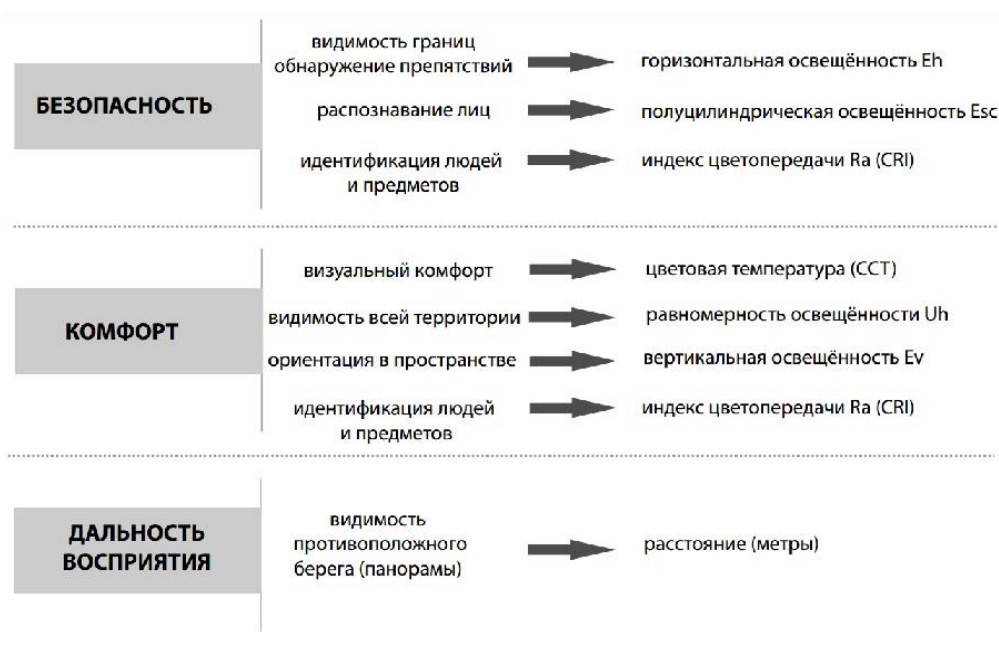 БЕЗОПАСНОСТЬ
видимость границ
обнаружение препятствий
горизонтальная освещённость Eh
распознавание лиц
полуцилиндрическая освещённость Esc
идентификация людей
и предметов
индекс цветопередачи Ra (CRI)
КОМФОРТ
визуальный комфорт
цветовая температура (CCT)
видимость всей территории
равномерность освещённости Uh
ориентация в пространстве
вертикальная освещённость Ev
идентификация людей
и предметов
индекс цветопередачи Ra (CRI)
ДАЛЬНОСТЬ
ВОСПРИЯТИЯ
видимость
противоположного
берега (панорамы)
расстояние (метры)